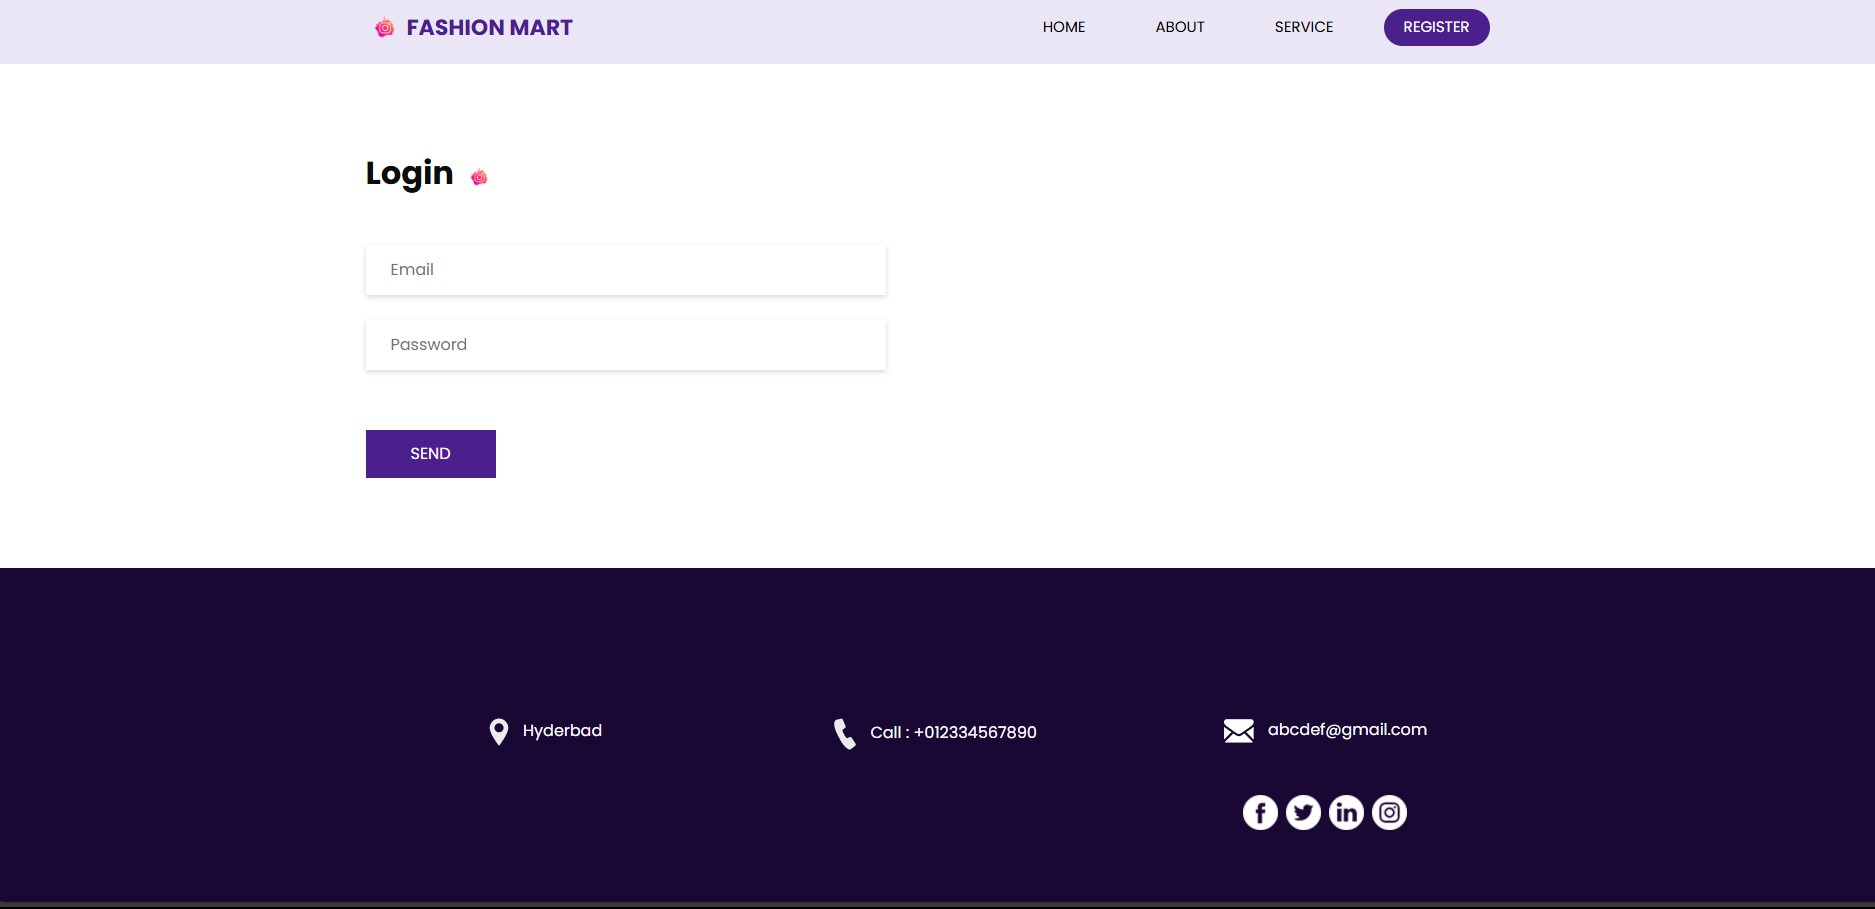 FASHION MART HOME ABOUT SERVICE REGISTER
Login
Email
Password
SEND
Hyderbad Call : +012334567890 abcdef@gmail.com